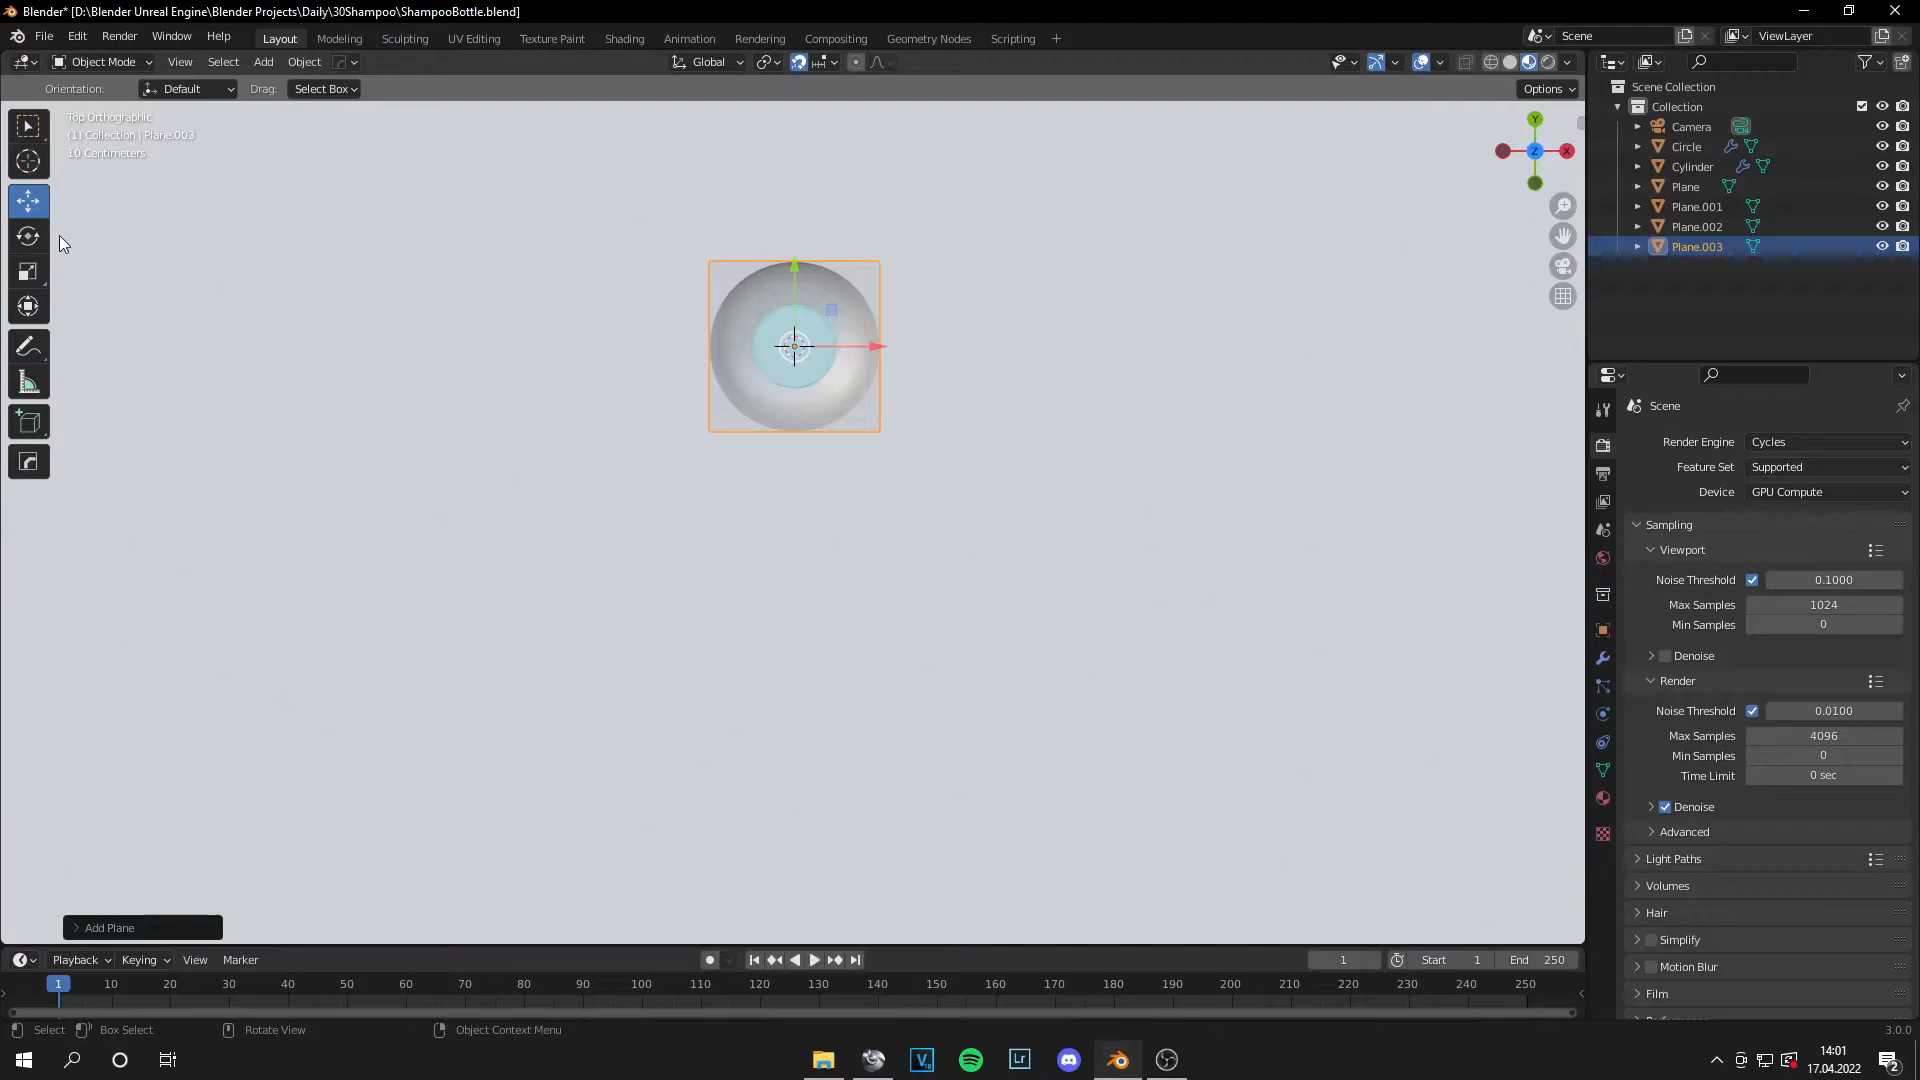 Blender* [D:\Blender Unreal Engine\Blender Projects\Daily\30Shampoo\ShampooBottle.blend]
File Edit Render Window Help Layout Modeling Sculpting UV Editing Texture Paint Shading Animation Rendering Compositing Geometry Nodes Scripting + Scene ViewLayer
Object Mode View Select Add Object Global
Orientation: Default Drag: Select Box Options
Scene Collection
Collection
Camera
Circle
Cylinder
Plane
Plane.001
Plane.002
Plane.003
Top Orthographic
(1) Collection | Plane.003
10 Centimeters
Y
Z X
Scene
Render Engine Cycles
Feature Set Supported
Device GPU Compute
Sampling
Viewport
Noise Threshold 0.1000
Max Samples 1024
Min Samples 0
Denoise
Render
Noise Threshold 0.0100
Max Samples 4096
Min Samples 0
Time Limit 0 sec
Denoise
Advanced
Light Paths
Volumes
Hair
Simplify
Motion Blur
Film
Add Plane
Playback Keying View Marker 1 Start 1 End 250
1 10 20 30 40 50 60 70 80 90 100 110 120 130 140 150 160 170 180 190 200 210 220 230 240 250
Select Box Select Rotate View Object Context Menu 3.0.0
V 18 Lr 14:01
17.04.2022 2